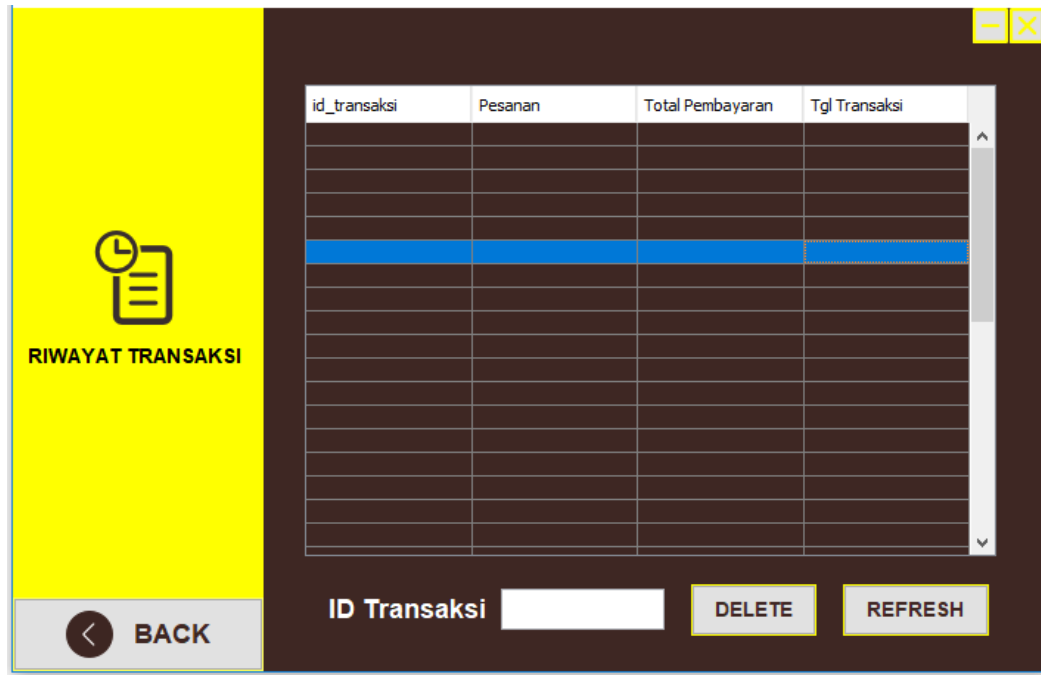 id_transaksi Pesanan Total Pembayaran Tgl Transaksi
RIWAYAT TRANSAKSI
ID Transaksi DELETE REFRESH
BACK